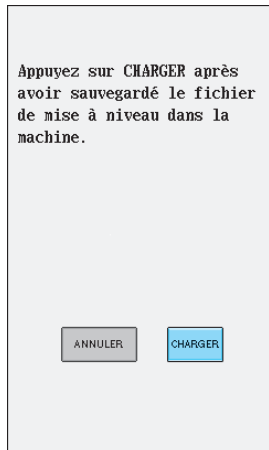 Appuyez sur CHARGER après
avoir sauvegardé le fichier
de mise à niveau dans la
machine.
ANNULER
CHARGER